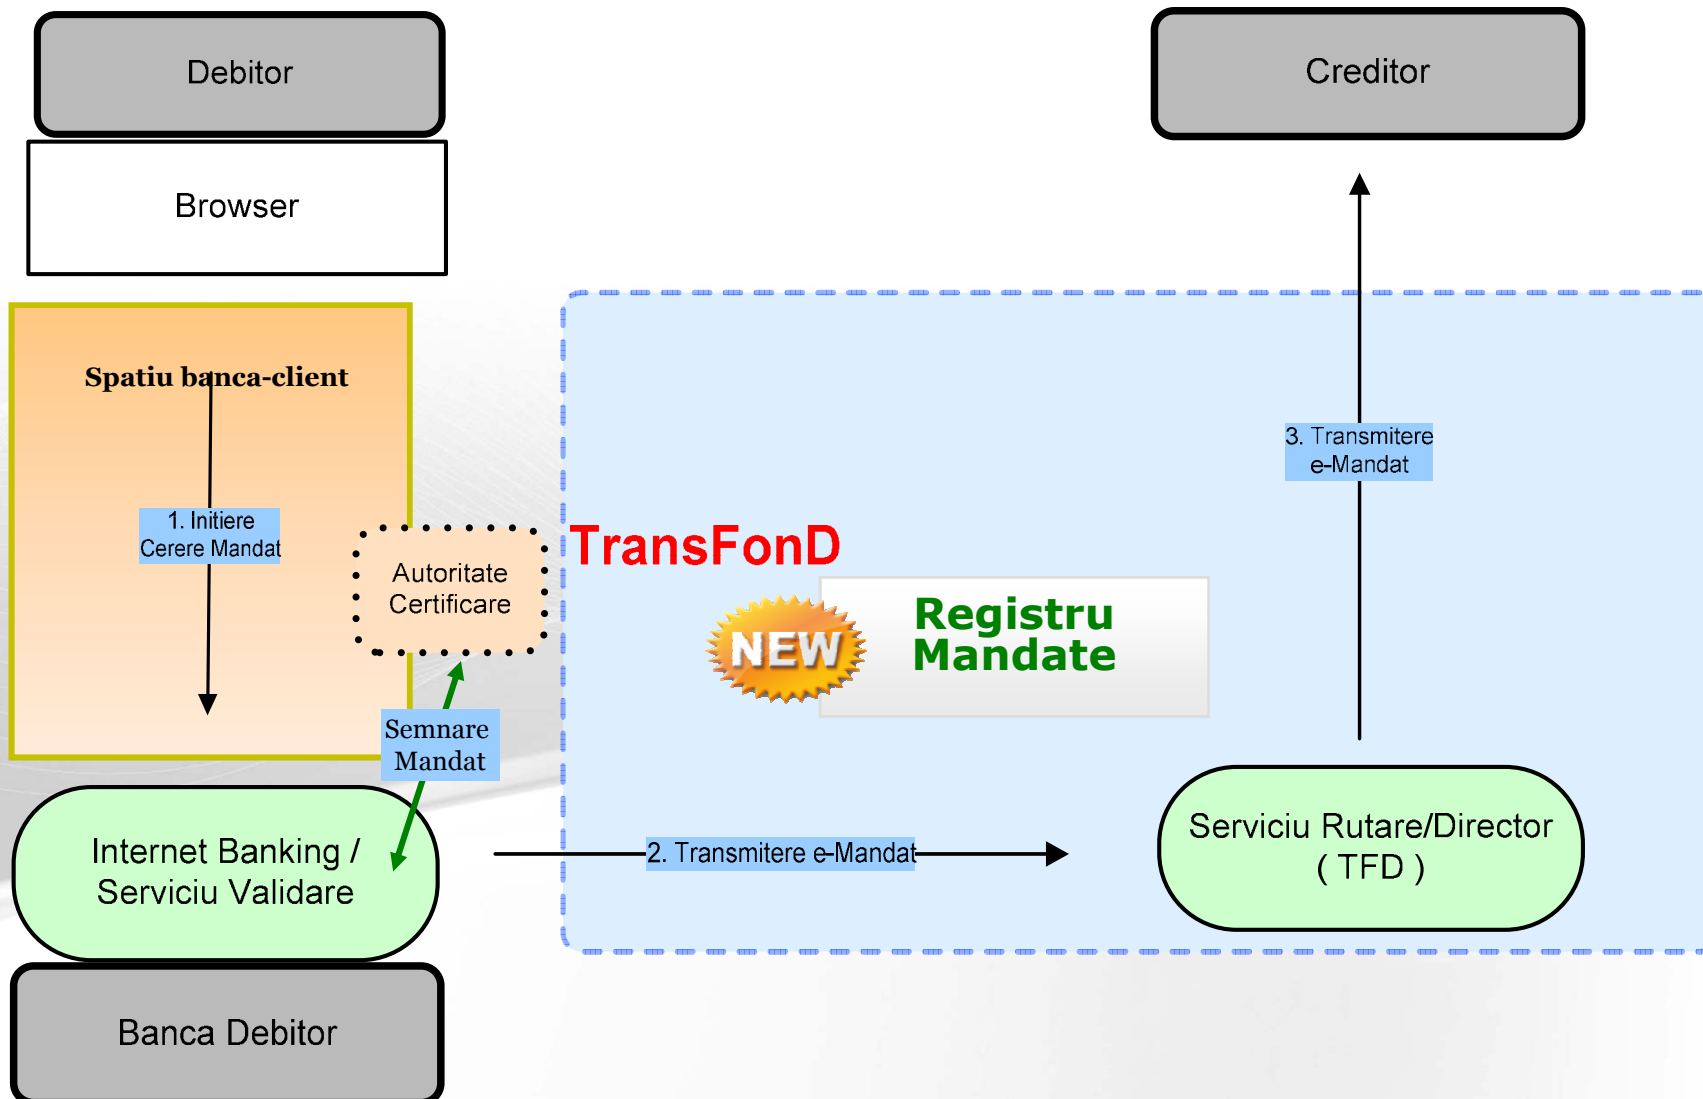 Debitor
Creditor
Browser
Spatiu banca-client
1. Initiere
Cerere Mandat
3. Transmitere
e-Mandat
Autoritate
Certificare
TransFonD
NEW
Registru
Mandate
Semnare
Mandat
Internet Banking /
Serviciu Validare
2. Transmitere e-Mandat
Serviciu Rutare/Director
( TFD )
Banca Debitor